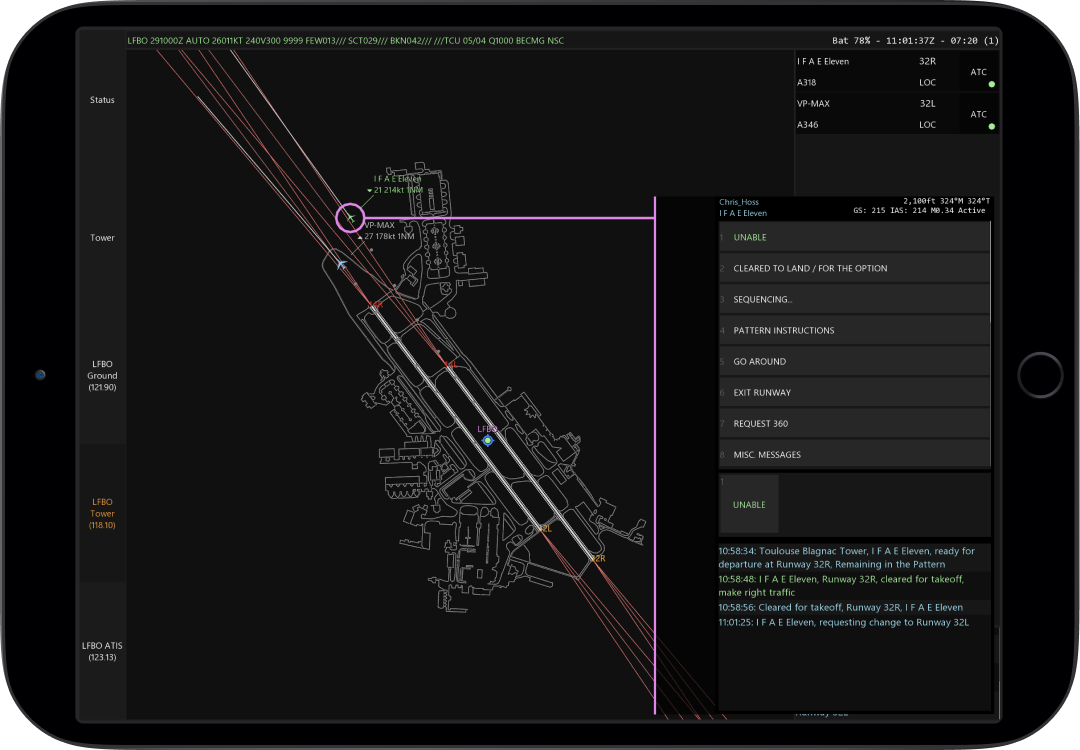 LFBO 291000Z AUTO 26011KT 240V300 9999 FEW013/// SCT029/// BKN042/// ///TCU 05/04 Q1000 BECMG NSC
Bat 78% - 11:01:37Z - 07:20 (1)
Status
Tower
LFBO
Ground
(121.90)
LFBO
Tower
(118.10)
LFBO ATIS
(123.13)
I F A E Eleven
21 214kt 1NM
VP-MAX
27 178kt 1NM
LFBO
32L
32R
I F A E Eleven 32R
ATC
A318 LOC
VP-MAX 32L
ATC
A346 LOC
Chris_Hoss 2,100ft 324°M 324°T
I F A E Eleven GS: 215 IAS: 214 M0.34 Active
1 UNABLE
2 CLEARED TO LAND / FOR THE OPTION
3 SEQUENCING..
4 PATTERN INSTRUCTIONS
5 GO AROUND
6 EXIT RUNWAY
7 REQUEST 360
8 MISC. MESSAGES
1
UNABLE
10:58:34: Toulouse Blagnac Tower, I F A E Eleven, ready for
departure at Runway 32R, Remaining in the Pattern
10:58:48: I F A E Eleven, Runway 32R, cleared for takeoff,
make right traffic
10:58:56: Cleared for takeoff, Runway 32R, I F A E Eleven
11:01:25: I F A E Eleven, requesting change to Runway 32L
Runway 32L